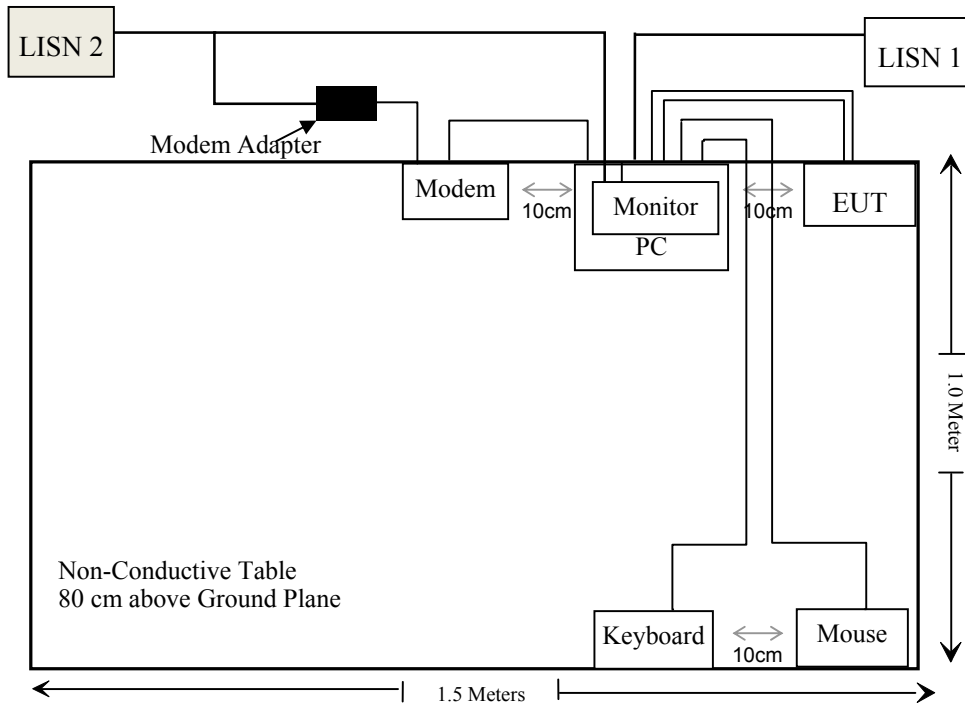 LISN 2
LISN 1
Modem Adapter
Modem
10cm
Monitor
PC
10cm
EUT
1.0 Meter
Non-Conductive Table
80 cm above Ground Plane
Keyboard
10cm
Mouse
1.5 Meters